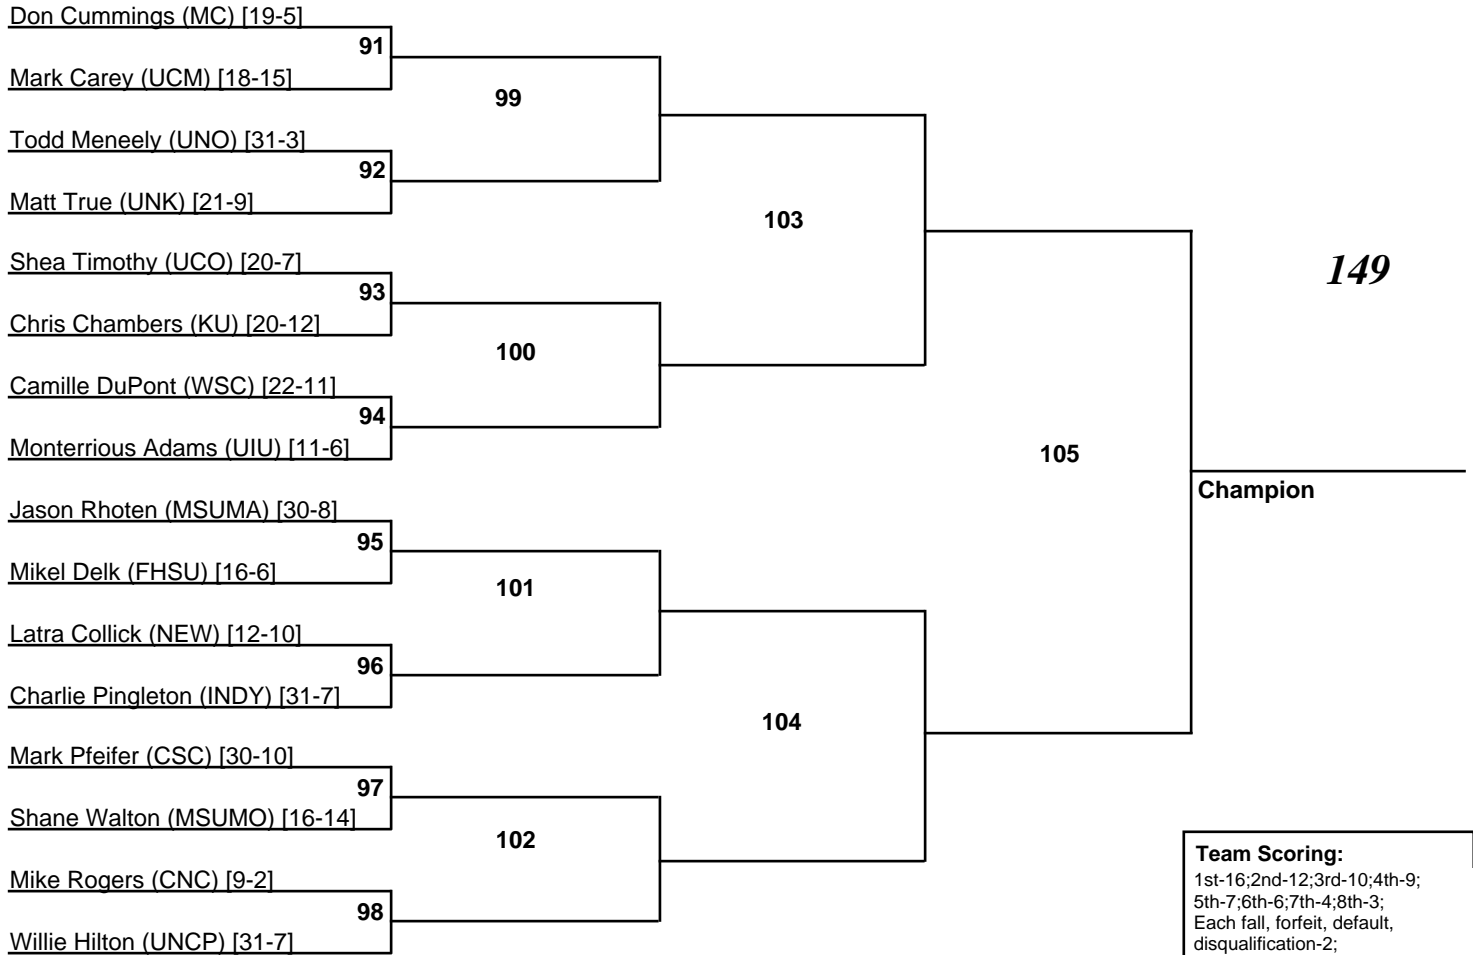 Don Cummings (MC) [19-5]
91
Mark Carey (UCM) [18-15]
99
Todd Meneely (UNO) [31-3]
92
Matt True (UNK) [21-9]
103
Shea Timothy (UCO) [20-7]
149
93
Chris Chambers (KU) [20-12]
100
Camille DuPont (WSC) [22-11]
94
Monterrious Adams (UIU) [11-6]
105
Champion
Jason Rhoten (MSUMA) [30-8]
95
Mikel Delk (FHSU) [16-6]
101
Latra Collick (NEW) [12-10]
96
Charlie Pingleton (INDY) [31-7]
104
Mark Pfeifer (CSC) [30-10]
97
Shane Walton (MSUMO) [16-14]
102
Mike Rogers (CNC) [9-2]
98
Willie Hilton (UNCP) [31-7]
Team Scoring:
1st-16;2nd-12;3rd-10;4th-9;
5th-7;6th-6;7th-4;8th-3;
Each fall, forfeit, default,
disqualification-2;